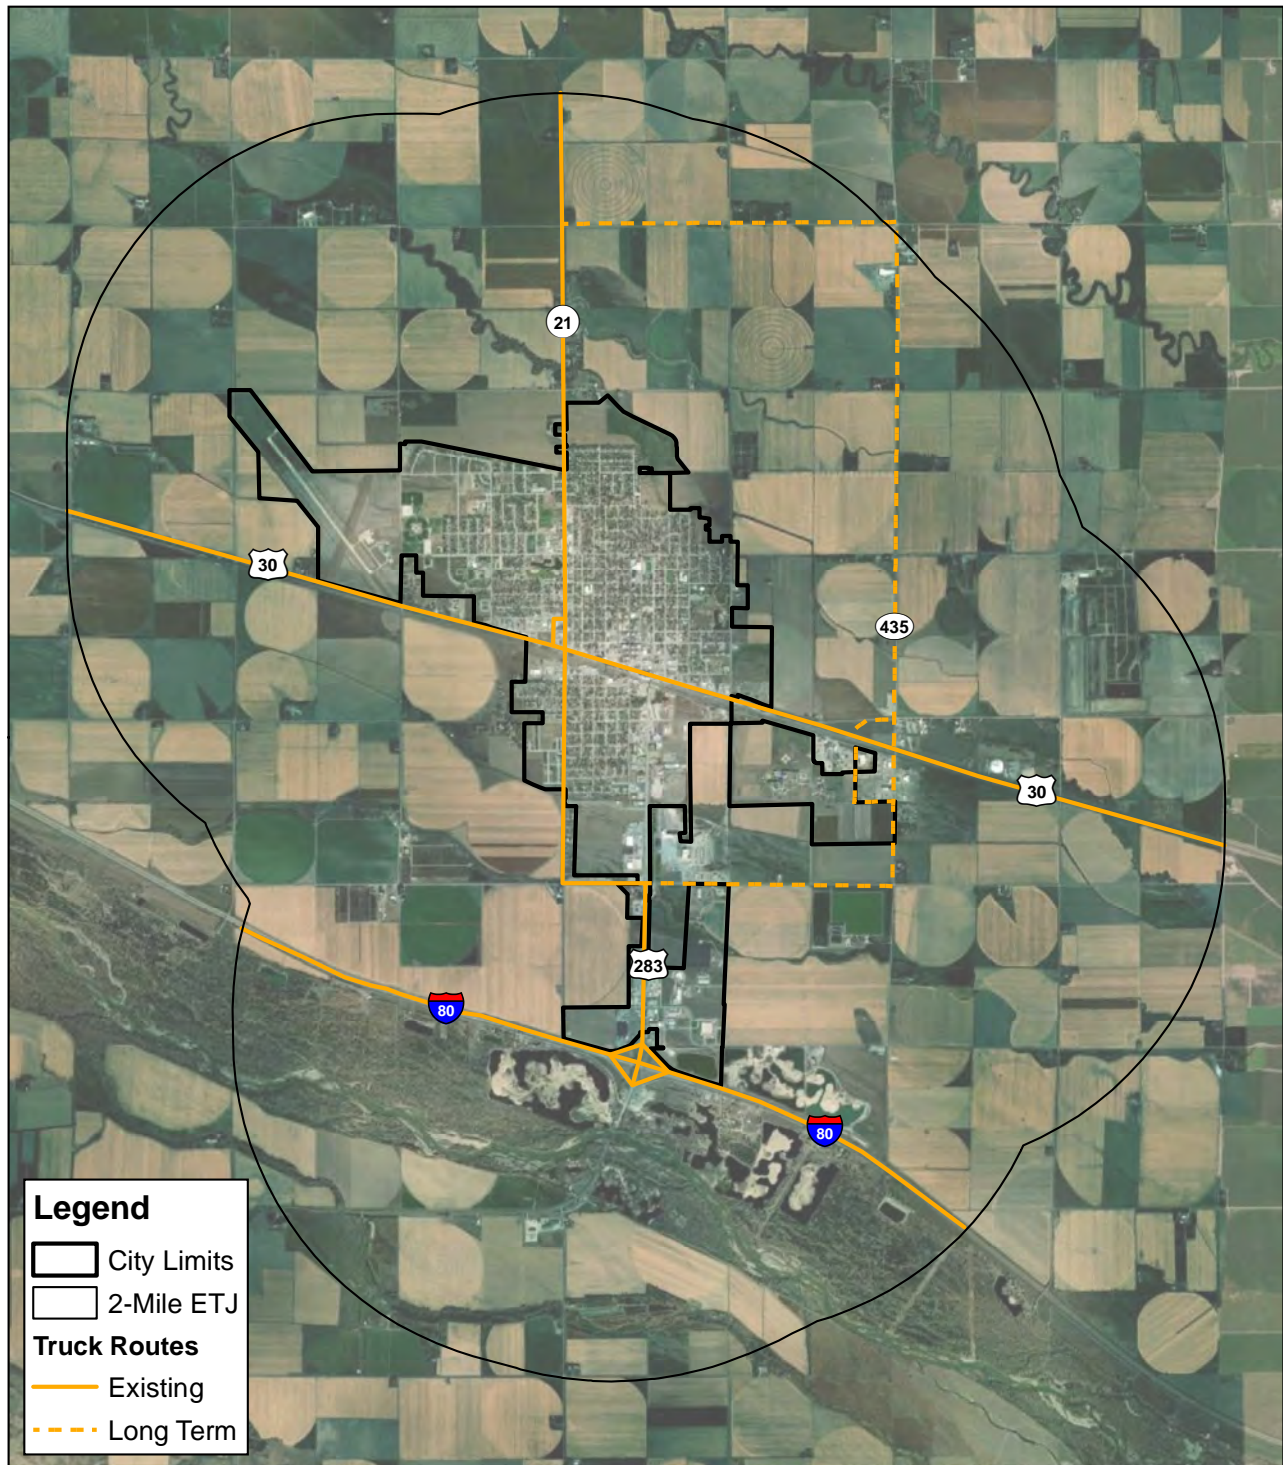 21
30
435
30
283
80
80
Legend
City Limits
2-Mile ETJ
Truck Routes
Existing
Long Term